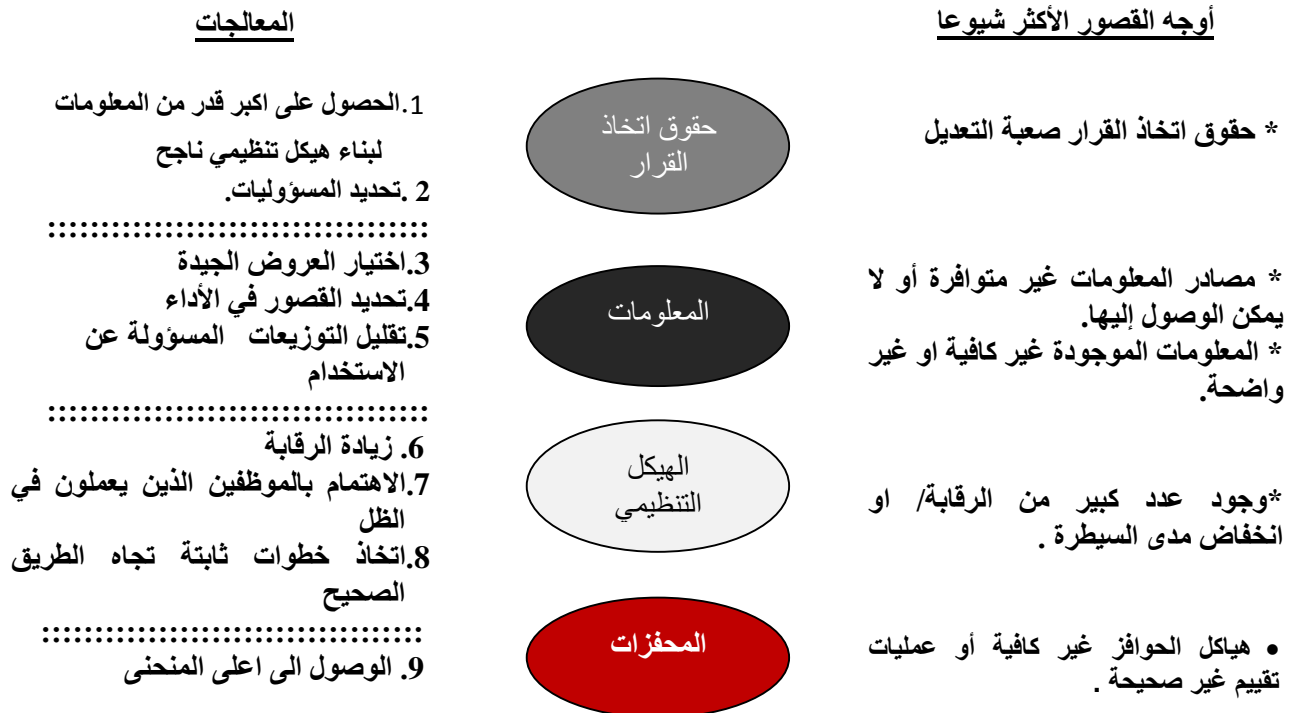 أوجه القصور الأكثر شيوعا
* حقوق اتخاذ القرار صعبة التعديل
* مصادر المعلومات غير متوافرة أو لا
يمكن الوصول إليها.
* المعلومات الموجودة غير كافية او غير
واضحة.
*وجود عدد كبير من الرقابة/ او
انخفاض مدى السيطرة .
• هياكل الحوافز غير كافية أو عمليات
تقييم غير صحيحة .
حقوق اتخاذ
القرار
المعلومات
الهيكل
التنظيمي
المحفزات
المعالجات
1.الحصول على اكبر قدر من المعلومات
لبناء هيكل تنظيمي ناجح
2 .تحديد المسؤوليات.
::::::::::::::::::::::::::::::::::::
3.اختيار العروض الجيدة
4.تحديد القصور في الأداء
5.تقليل التوزيعات المسؤولة عن
الاستخدام
::::::::::::::::::::::::::::::::::::
6. زيادة الرقابة
7.الاهتمام بالموظفين الذين يعملون في
الظل
8.اتخاذ خطوات ثابتة تجاه الطريق
الصحيح
::::::::::::::::::::::::::::::::::::
9. الوصول الى اعلى المنحنى